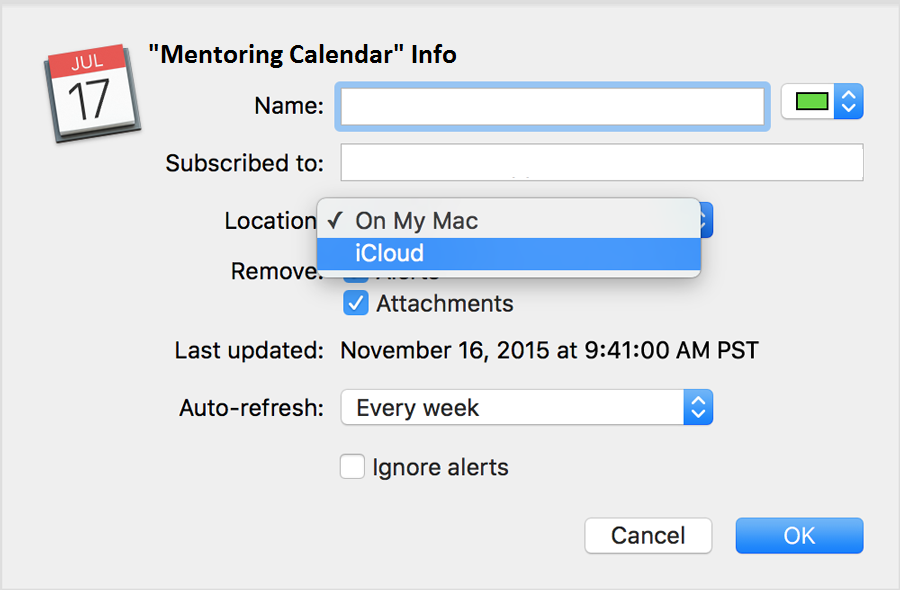 JUL
17
"Mentoring Calendar" Info
Name:
Subscribed to:
Location
✓ On My Mac
iCloud
Remove:
Alerts
Attachments
Last updated: November 16, 2015 at 9:41:00 AM PST
Auto-refresh: Every week
Ignore alerts
Cancel OK